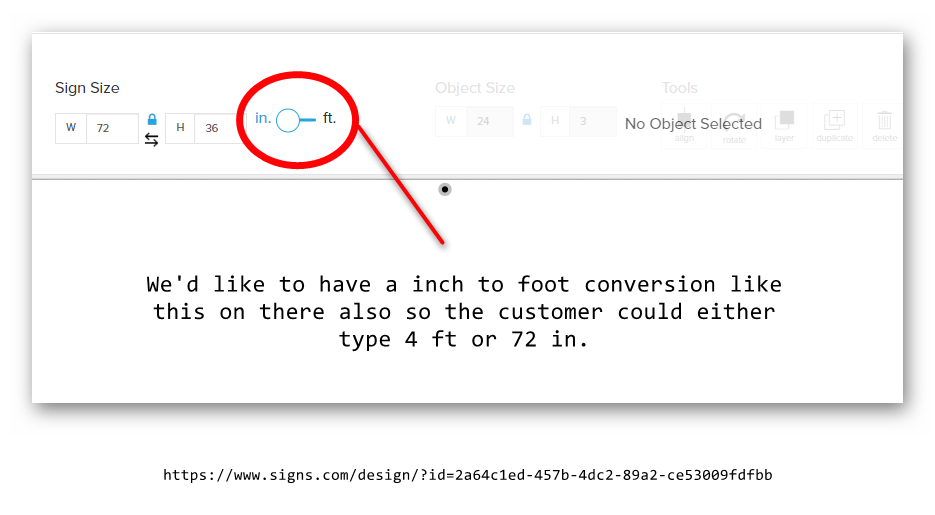 Sign Size
Object Size
Tools
W 72
H 36
in. ft.
W 24
H 3
No Object Selected
align
rotate
layer
duplicate
delete
We'd like to have a inch to foot conversion like
this on there also so the customer could either
type 4 ft or 72 in.
https://www.signs.com/design/?id=2a64c1ed-457b-4dc2-89a2-ce53009fdfbb